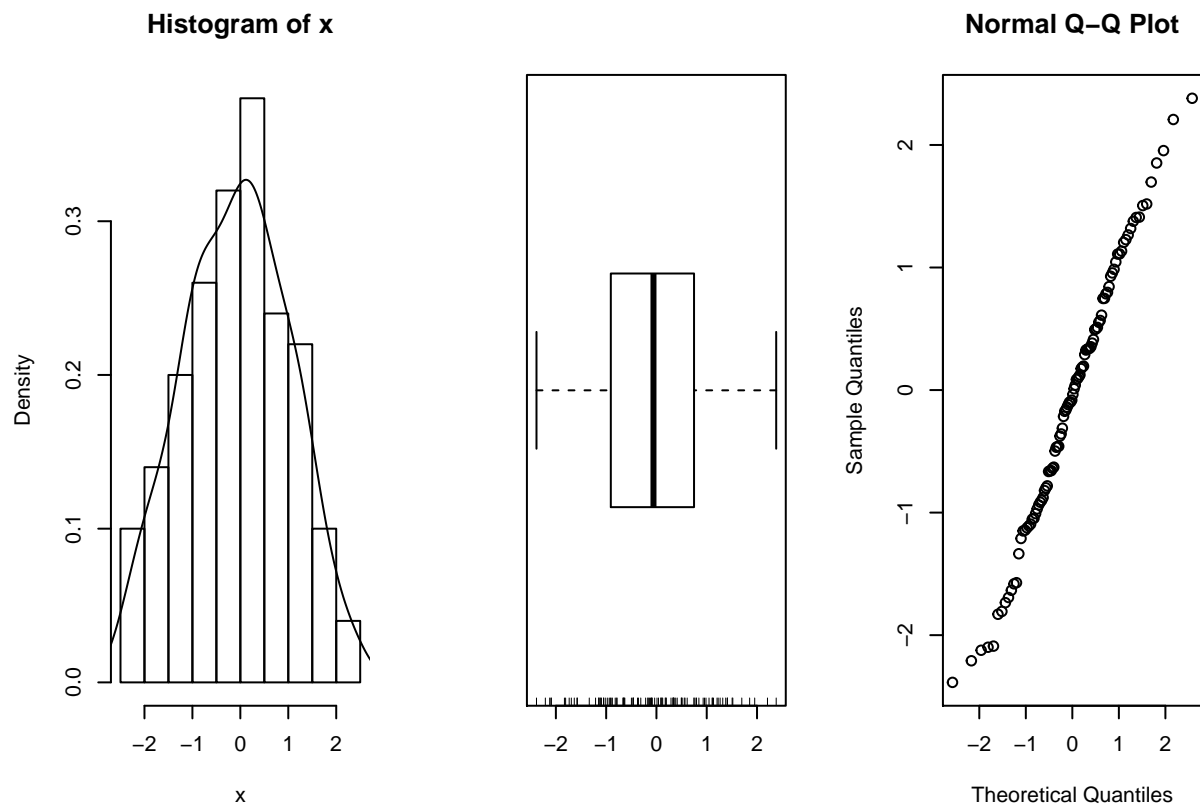 Histogram of x
Density
0.3
0.2
0.1
0.0
−2 −1 0 1 2
x
−2 −1 0 1 2
Normal Q−Q Plot
Sample Quantiles
2
1
0
−1
−2
−2 −1 0 1 2
Theoretical Quantiles